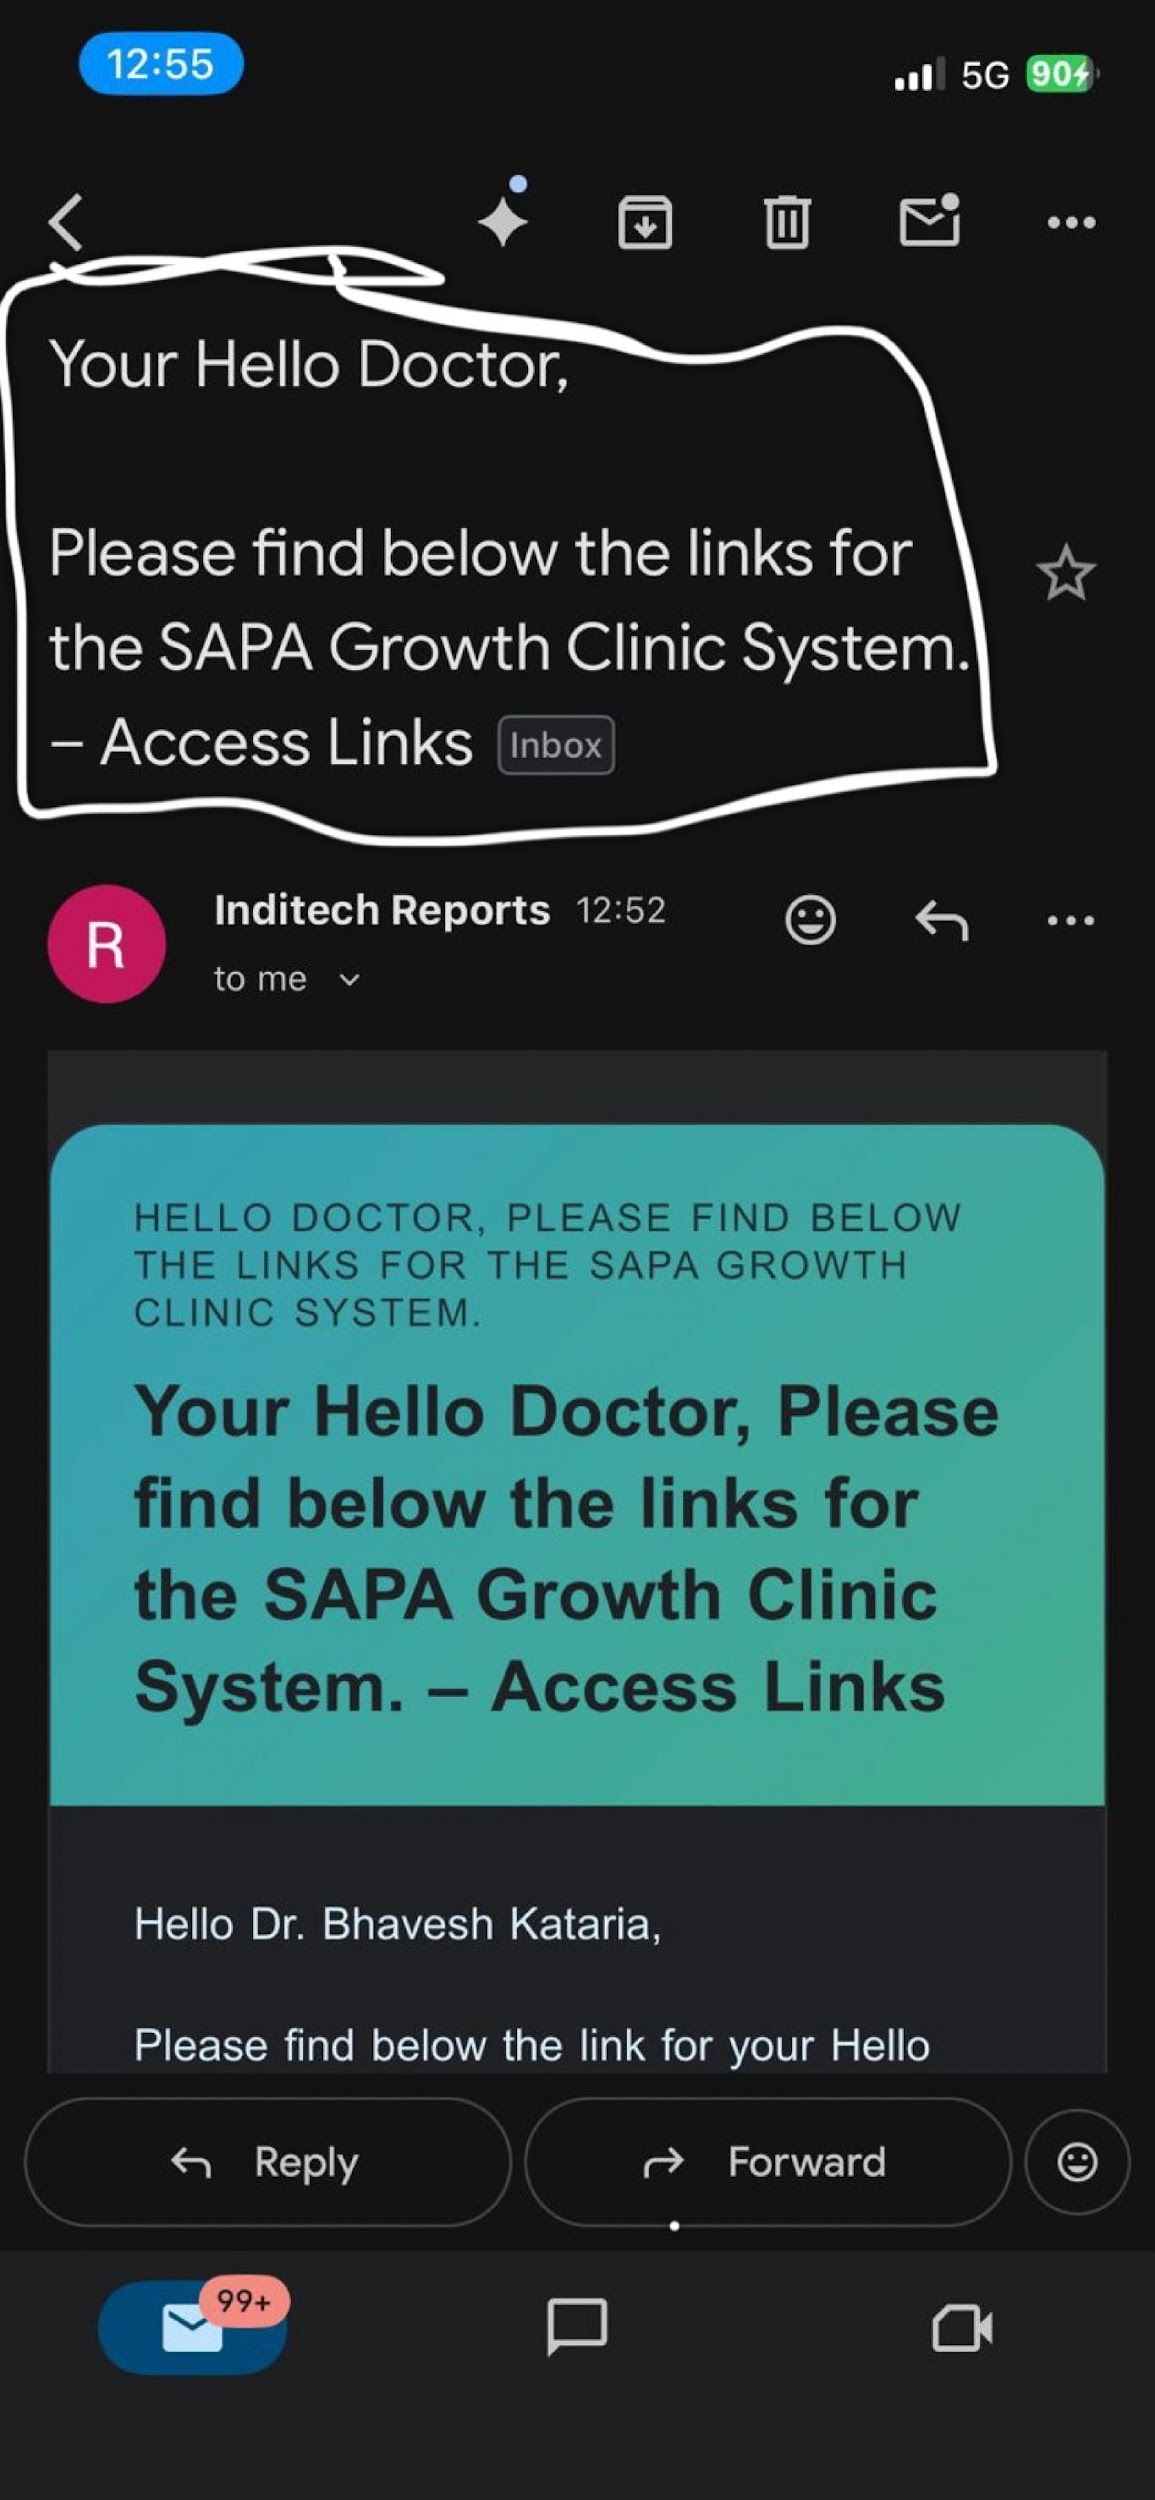 12:55
5G 90
Your Hello Doctor,
Please find below the links for
the SAPA Growth Clinic System.
– Access Links Inbox
R
Inditech Reports 12:52
to me
HELLO DOCTOR, PLEASE FIND BELOW
THE LINKS FOR THE SAPA GROWTH
CLINIC SYSTEM.
Your Hello Doctor, Please
find below the links for
the SAPA Growth Clinic
System. – Access Links
Hello Dr. Bhavesh Kataria,
Please find below the link for your Hello
Reply Forward
99+